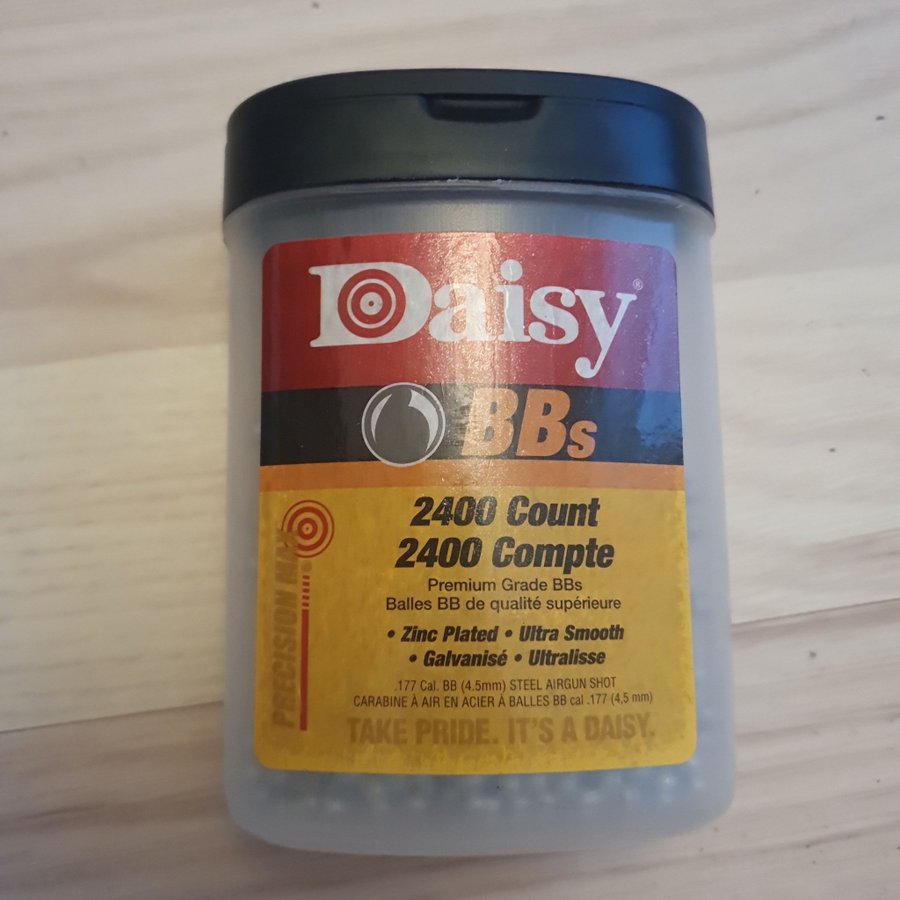 Daisy®
BBs
2400 Count
2400 Compte
Premium Grade BBs
Balles BB de qualité supérieure
• Zinc Plated • Ultra Smooth
• Galvanisé • Ultralisse
.177 Cal. BB (4.5mm) STEEL AIRGUN SHOT
CARABINE À AIR EN ACIER À BALLES BB cal .177 (4,5 mm)
TAKE PRIDE. IT'S A DAISY.
PRECISION MAX